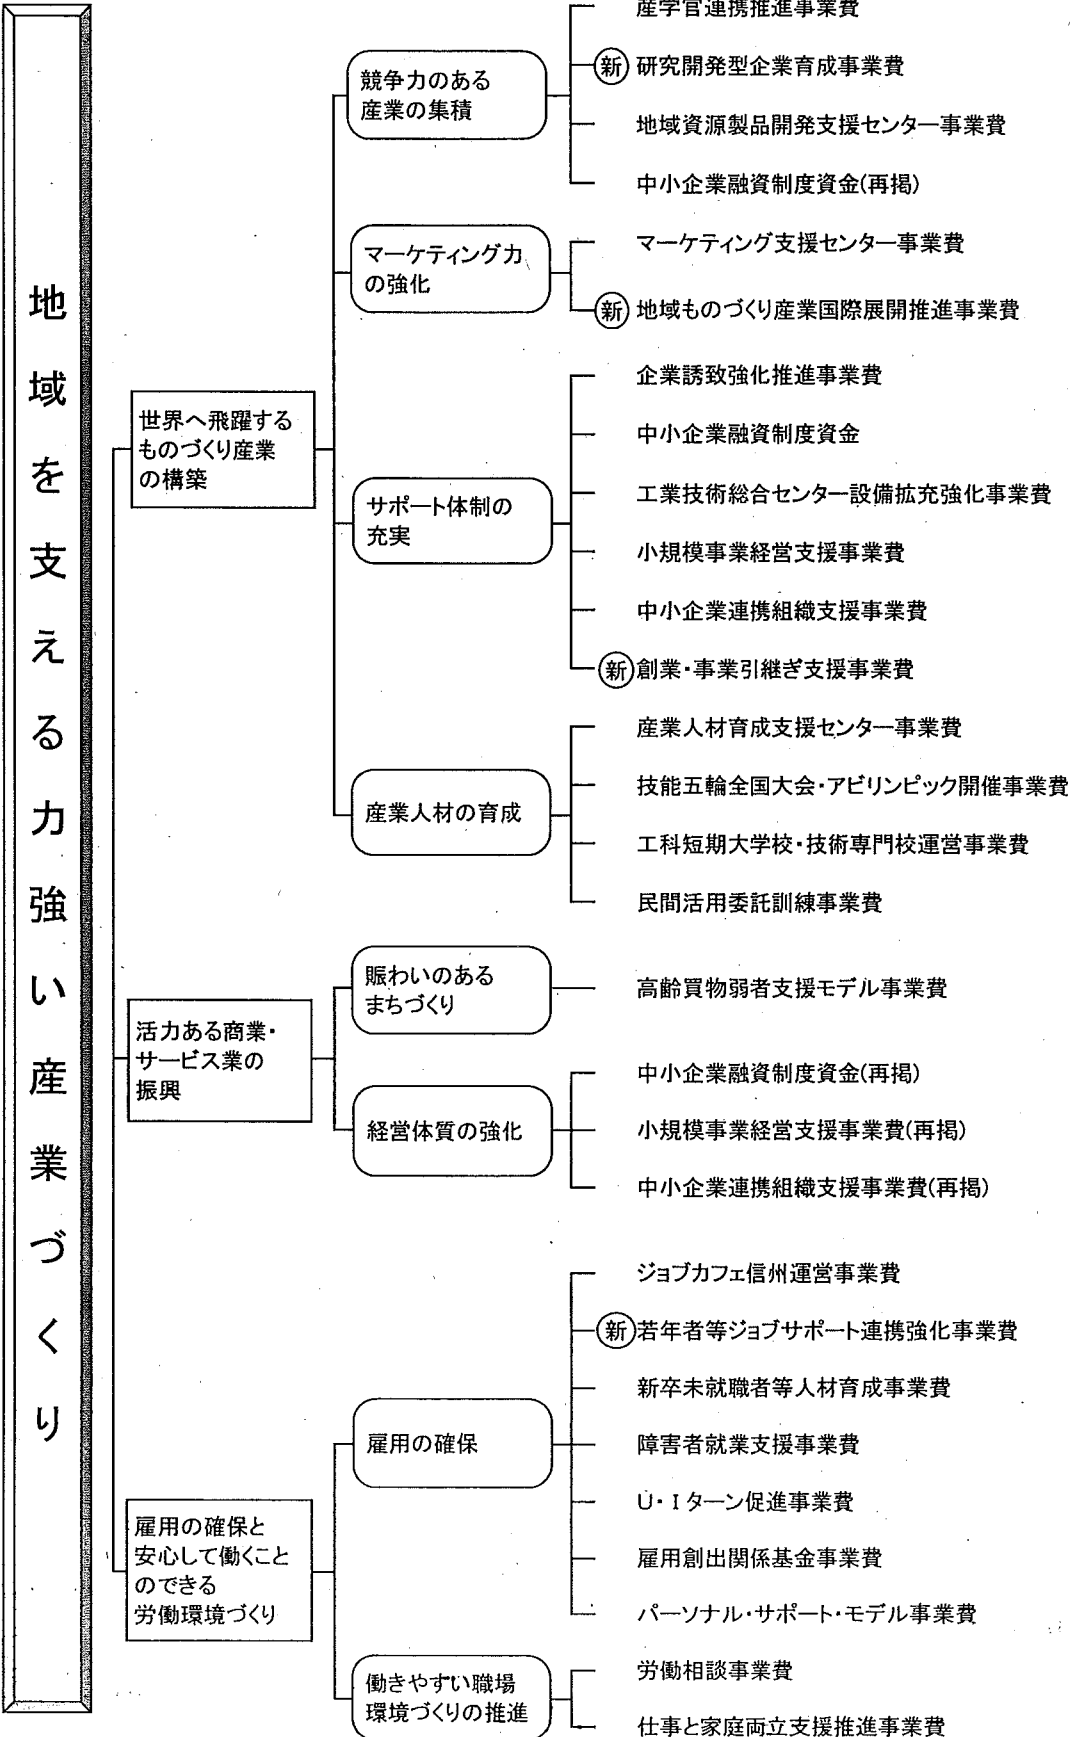 地域を支える力強い産業づくり
世界へ飛躍する
ものづくり産業
の構築
競争力のある
産業の集積
産学官連携推進事業費
新 研究開発型企業育成事業費
地域資源製品開発支援センター事業費
中小企業融資制度資金(再掲)
マーケティング力
の強化
マーケティング支援センター事業費
新 地域ものづくり産業国際展開推進事業費
サポート体制の
充実
企業誘致強化推進事業費
中小企業融資制度資金
工業技術総合センター設備拡充強化事業費
小規模事業経営支援事業費
中小企業連携組織支援事業費
新 創業・事業引継ぎ支援事業費
産業人材の育成
産業人材育成支援センター事業費
技能五輪全国大会・アビリンピック開催事業費
工科短期大学校・技術専門校運営事業費
民間活用委託訓練事業費
活力ある商業・
サービス業の
振興
賑わいのある
まちづくり
高齢買物弱者支援モデル事業費
経営体質の強化
中小企業融資制度資金(再掲)
小規模事業経営支援事業費(再掲)
中小企業連携組織支援事業費(再掲)
雇用の確保と
安心して働くこと
のできる
労働環境づくり
雇用の確保
ジョブカフェ信州運営事業費
新 若年者等ジョブサポート連携強化事業費
新卒未就職者等人材育成事業費
障害者就業支援事業費
U・Iターン促進事業費
雇用創出関係基金事業費
パーソナル・サポート・モデル事業費
働きやすい職場
環境づくりの推進
労働相談事業費
仕事と家庭両立支援推進事業費